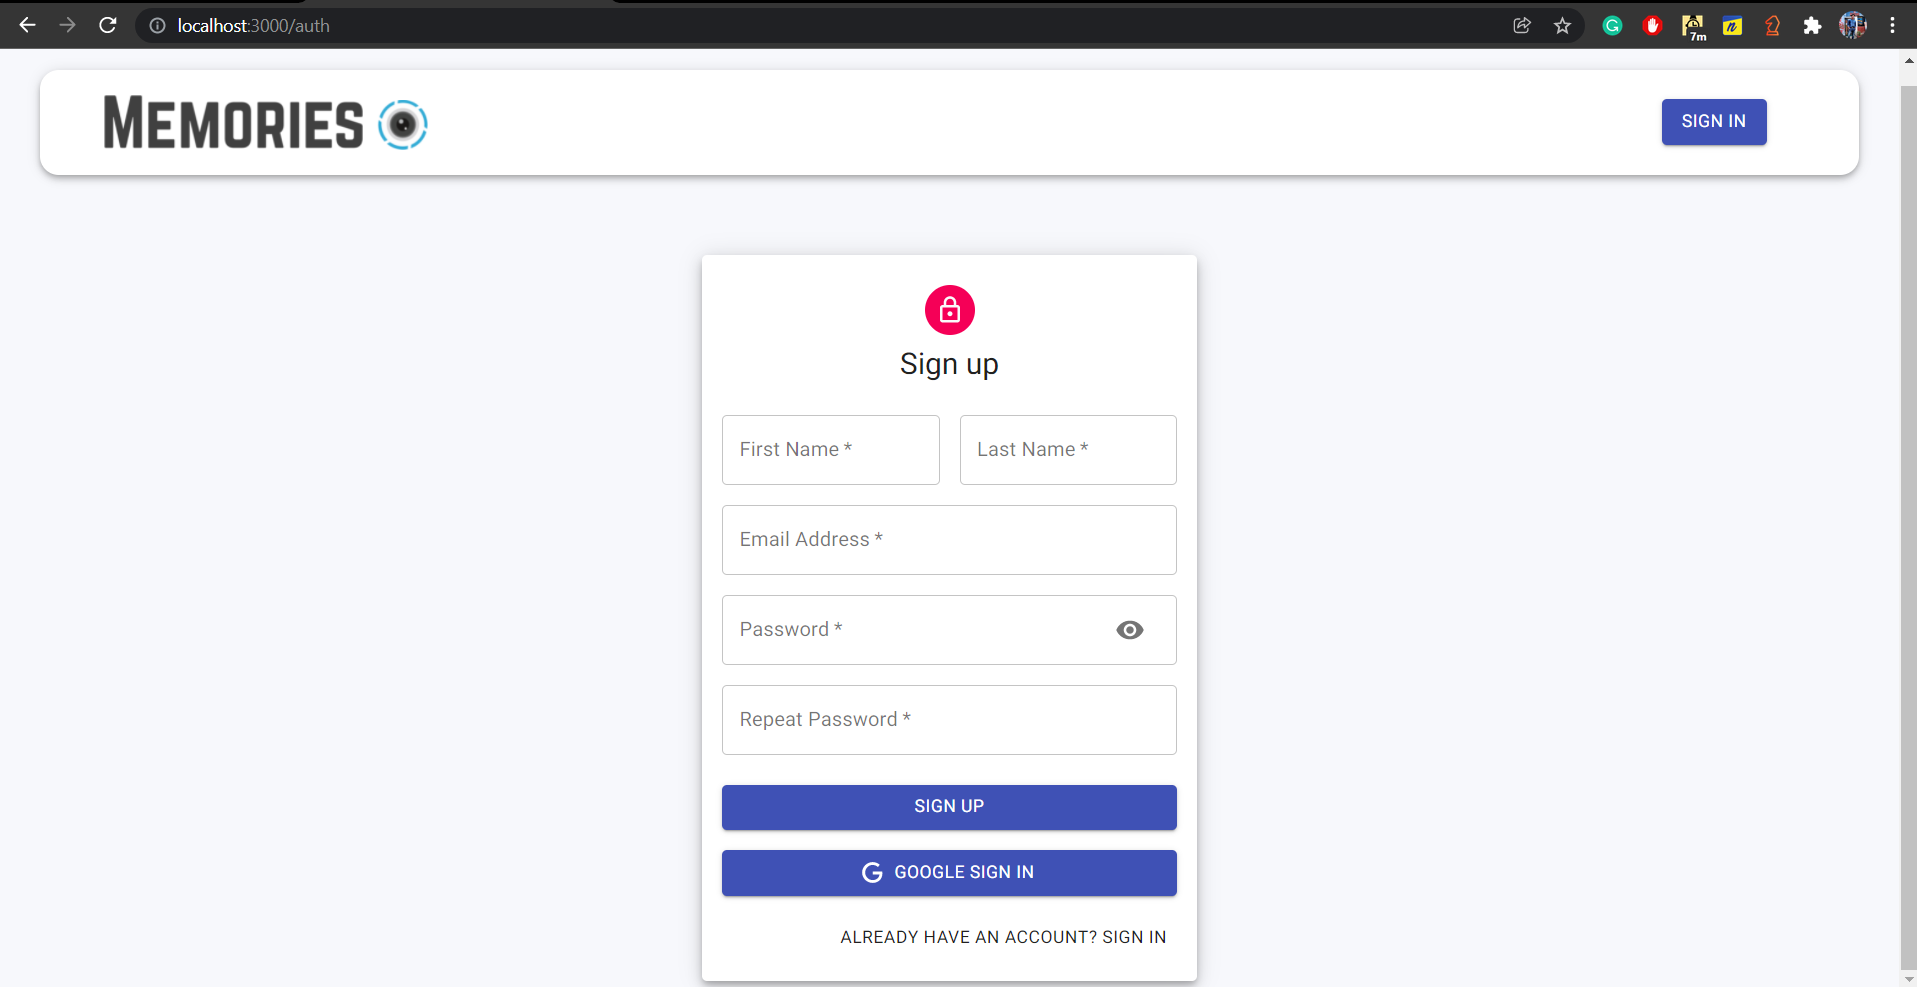 localhost:3000/auth
7m
MEMORIES
SIGN IN
Sign up
First Name *
Last Name *
Email Address *
Password *
Repeat Password *
SIGN UP
GOOGLE SIGN IN
ALREADY HAVE AN ACCOUNT? SIGN IN